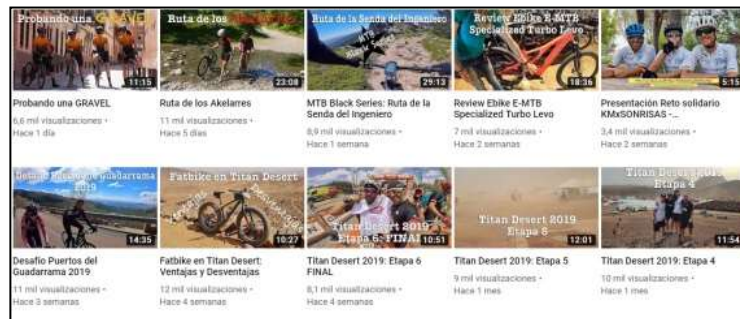 Probando una GRAVEL
11:15
Probando una GRAVEL
6,6 mil visualizaciones •
Hace 1 día
Ruta de los Akelarres
23:08
Ruta de los Akelarres
11 mil visualizaciones •
Hace 5 días
Ruta de la Senda del Ingeniero
MTB
Black Series
29:13
MTB Black Series: Ruta de la
Senda del Ingeniero
8,9 mil visualizaciones •
Hace 1 semana
Review Ebike E-MTB
Specialized Turbo Levo
18:36
Review Ebike E-MTB
Specialized Turbo Levo
7 mil visualizaciones •
Hace 2 semanas
5:15
Presentación Reto solidario
KMxSONRISAS -...
3,4 mil visualizaciones •
Hace 2 semanas
Guadarrama
2019
14:35
Desafio Puertos del
Guadarrama 2019
11 mil visualizaciones •
Hace 3 semanas
Fatbike en Titan Desert
Ventajas
Desventajas
10:27
Fatbike en Titan Desert:
Ventajas y Desventajas
12 mil visualizaciones •
Hace 4 semanas
Titan Desert 2019
Etapa 6: FINAL
10:51
Titan Desert 2019: Etapa 6
FINAL
8,1 mil visualizaciones •
Hace 4 semanas
Titan Desert 2019
Etapa 5
12:01
Titan Desert 2019: Etapa 5
9 mil visualizaciones •
Hace 1 mes
Titan Desert 2019
Etapa 4
11:54
Titan Desert 2019: Etapa 4
10 mil visualizaciones •
Hace 1 mes